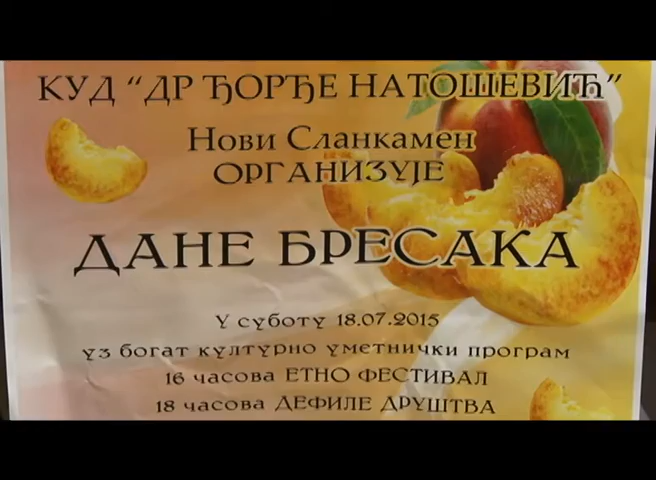 КУД “ДР ЂОРЂЕ НАТОШЕВИЋ”
Нови Сланкамен
ОРГАНИЗУЈЕ
ДАНЕ БРЕСАКА
У суботу 18.07.2015
уз богат културно уметнички програм
16 часова ЕТНО ФЕСТИВАЛ
18 часова ДЕФИЛЕ ДРУШТВА